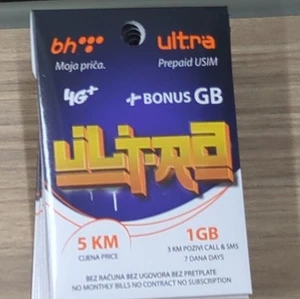 bh
ultra
Moja priča.
Prepaid USIM
4G+
+BONUS GB
ULTRA
5 KM
CIJENA PRICE
1GB
3 KM POZIVI CALL & SMS
7 DANA DAYS
BEZ RAČUNA BEZ UGOVORA BEZ PRETPLATE
NO MONTHLY BILLS NO CONTRACT NO SUBSCRIPTION